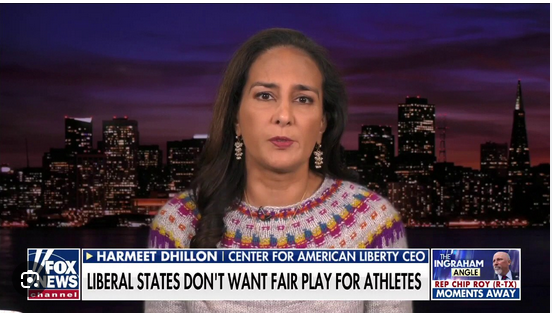 HARMEET DHILLON | CENTER FOR AMERICAN LIBERTY CEO
LIBERAL STATES DON'T WANT FAIR PLAY FOR ATHLETES
FOX
NEWS
channel
THE
INGRAHAM
ANGLE
REP CHIP ROY (R-TX)
MOMENTS AWAY